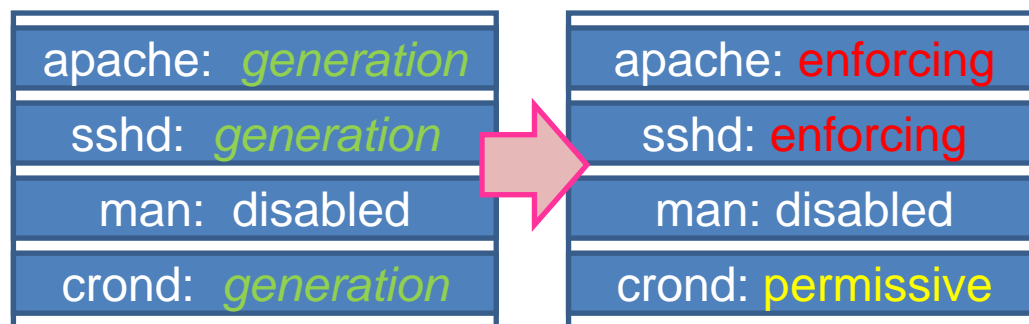 apache: generation
sshd: generation
man: disabled
crond: generation
apache: enforcing
sshd: enforcing
man: disabled
crond: permissive